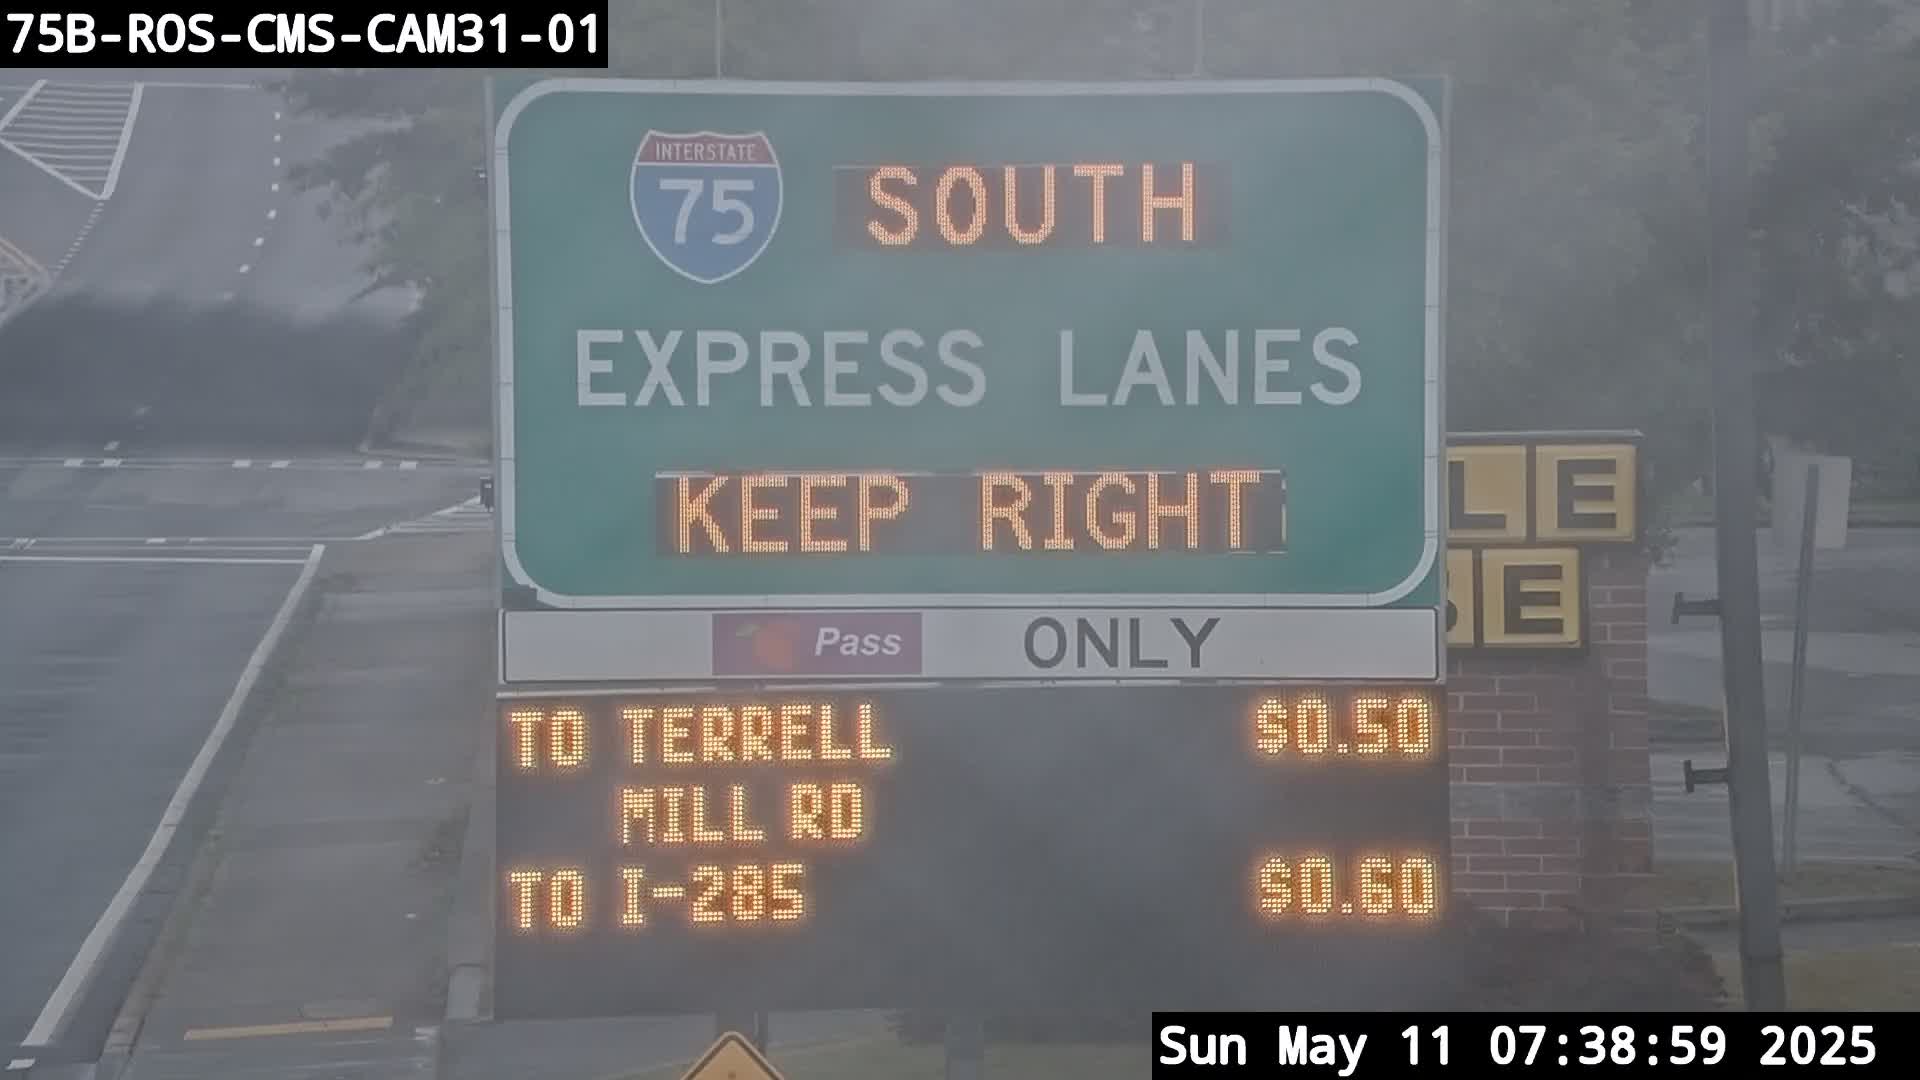 75B-ROS-CMS-CAM31-01
INTERSTATE
75 SOUTH
EXPRESS LANES
KEEP RIGHT
Pass ONLY
TO TERRELL $0.50
MILL RD
TO I-285 $0.60
LE
E
Sun May 11 07:38:59 2025